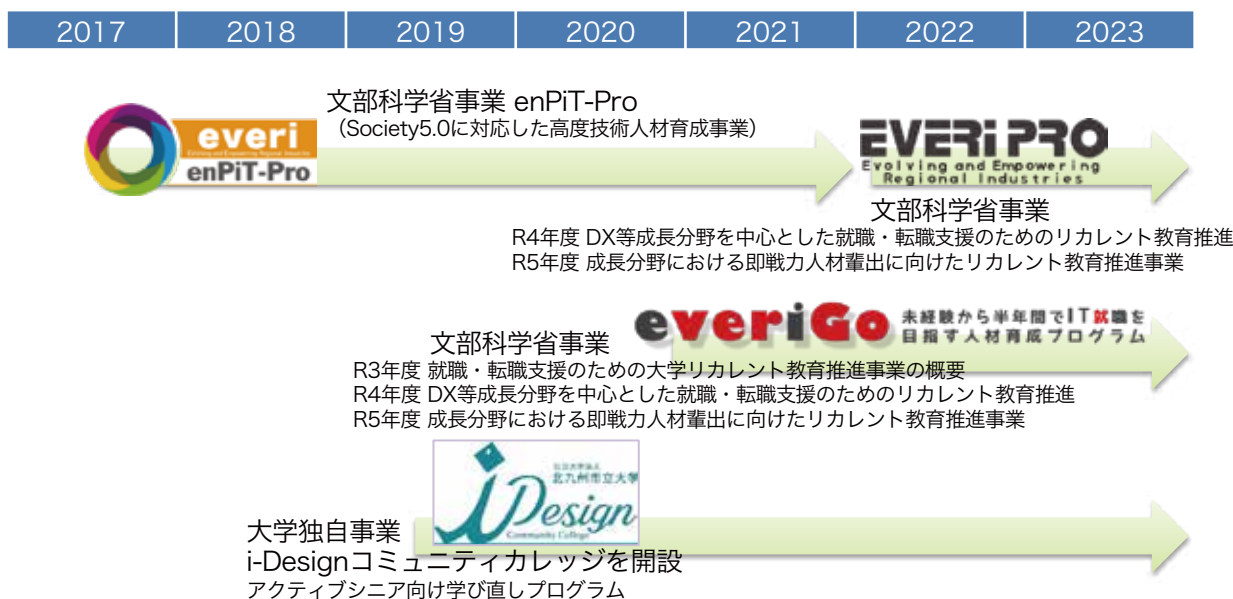 2017 2018 2019 2020 2021 2022 2023
文部科学省事業 enPiT-Pro
（Society5.0に対応した高度技術人材育成事業）
everi
Evolving and Empowering Regional Industries
enPiT-Pro
EVERi PRO
Evolving and Empowering
Regional Industries
文部科学省事業
R4年度 DX等成長分野を中心とした就職・転職支援のためのリカレント教育推進
R5年度 成長分野における即戦力人材輩出に向けたリカレント教育推進事業
everiGo
未経験から半年間でIT就職を
目指す人材育成プログラム
文部科学省事業
R3年度 就職・転職支援のための大学リカレント教育推進事業の概要
R4年度 DX等成長分野を中心とした就職・転職支援のためのリカレント教育推進
R5年度 成長分野における即戦力人材輩出に向けたリカレント教育推進事業
公立大学法人
北九州市立大学
i Design
Community College
大学独自事業
i-Designコミュニティカレッジを開設
アクティブシニア向け学び直しプログラム